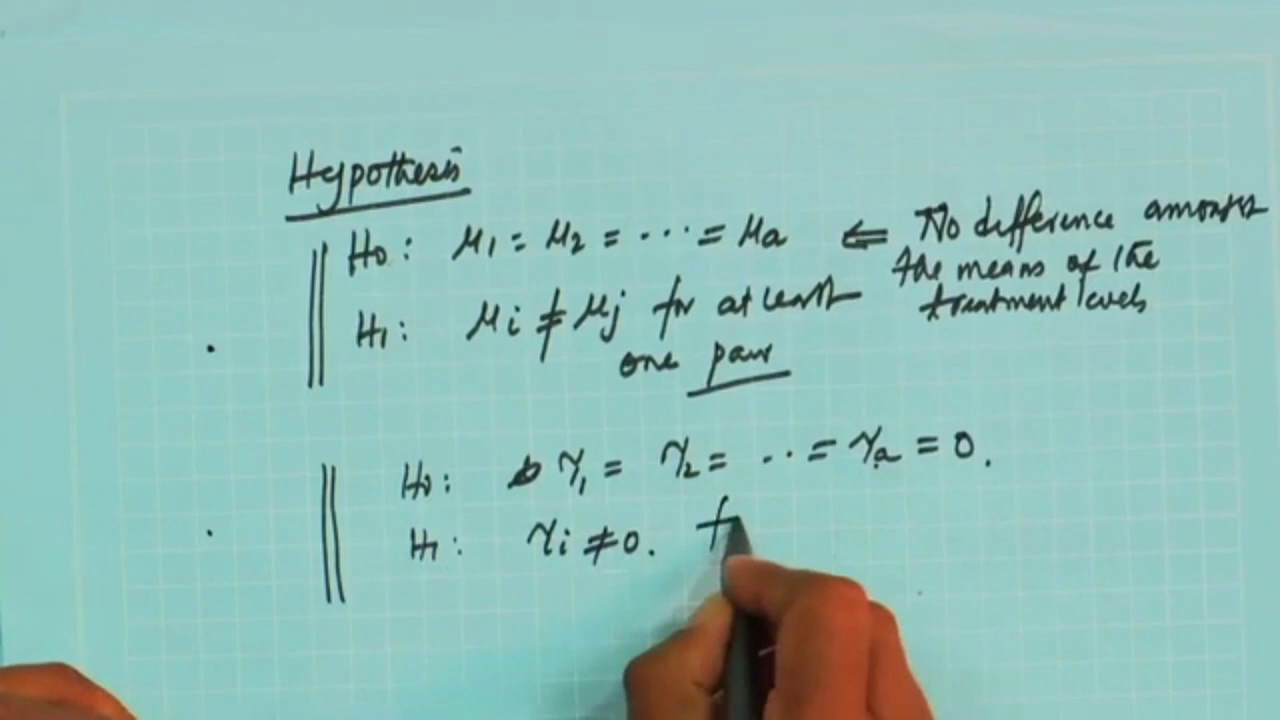 Hypothesis
H0: μ1 = μ2 = ... = μa ⇐ No difference amongst
the means of the
treatment levels
H1: μi ≠ μj for at least
one pair
H0: τ1 = τ2 = .. = τa = 0.
H1: τi ≠ 0. f